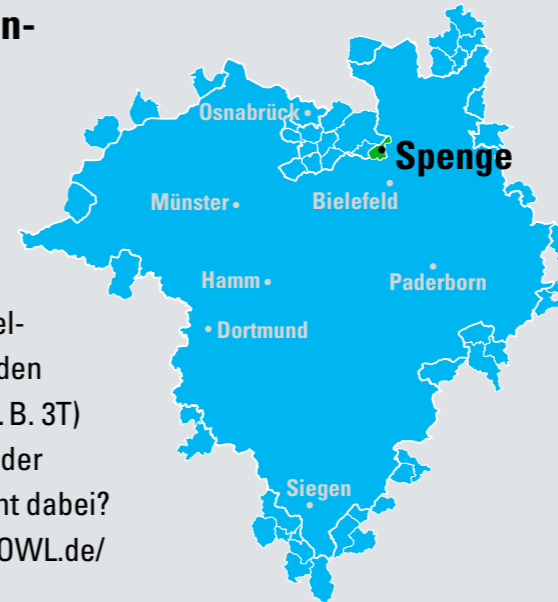 n-
Osnabrück
Spenge
Münster
Bielefeld
Hamm
Paderborn
Dortmund
el-
den
. B. 3T)
der
Siegen
nt dabei?
OWL.de/